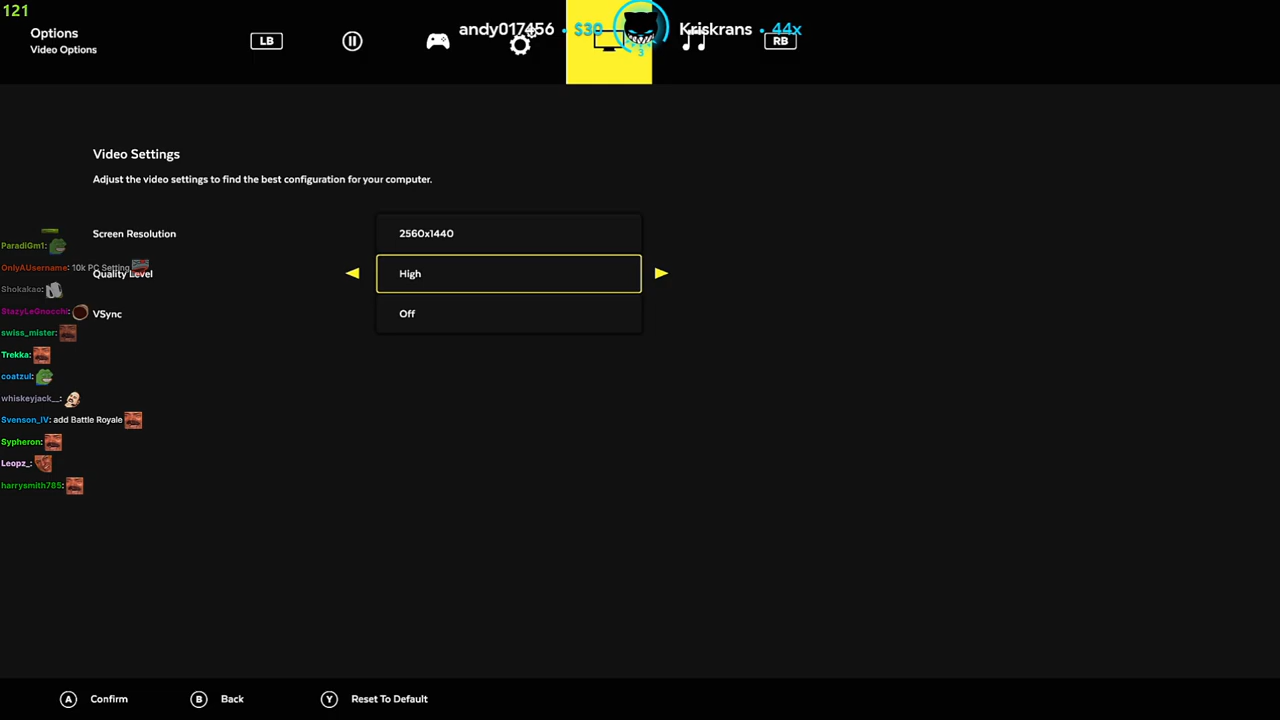 121
Options
Video Options
LB
andy017456 • $30
3
Kriskrans • 44x
RB
Video Settings
Adjust the video settings to find the best configuration for your computer.
Screen Resolution
2560x1440
Quality Level
High
VSync
Off
ParadiGm1:
OnlyAUsername: 10k PC Setting
Shokakao:
StazyLeGnocchi:
swiss_mister:
Trekka:
coatzul:
whiskeyjack__:
Svenson_IV: add Battle Royale
Sypheron:
Leopz_:
harrysmith785:
A Confirm
B Back
Y Reset To Default